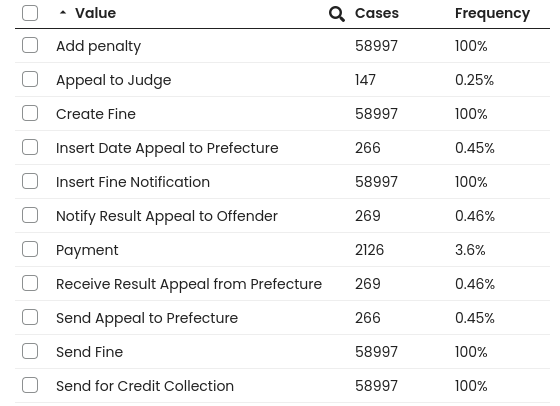 Value Cases Frequency
Add penalty 58997 100%
Appeal to Judge 147 0.25%
Create Fine 58997 100%
Insert Date Appeal to Prefecture 266 0.45%
Insert Fine Notification 58997 100%
Notify Result Appeal to Offender 269 0.46%
Payment 2126 3.6%
Receive Result Appeal from Prefecture 269 0.46%
Send Appeal to Prefecture 266 0.45%
Send Fine 58997 100%
Send for Credit Collection 58997 100%